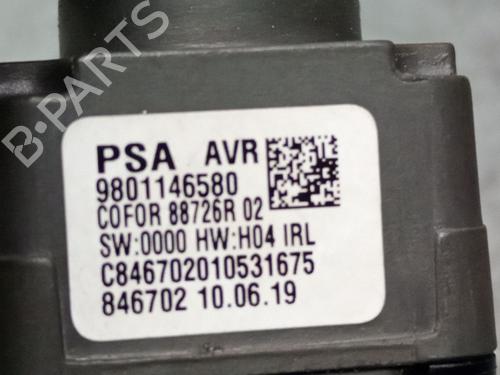 B-PARTS
PSA AVR
9801146580
COFOR 88726R 02
SW:0000 HW:H04 IRL
C846702010531675
846702 10.06.19